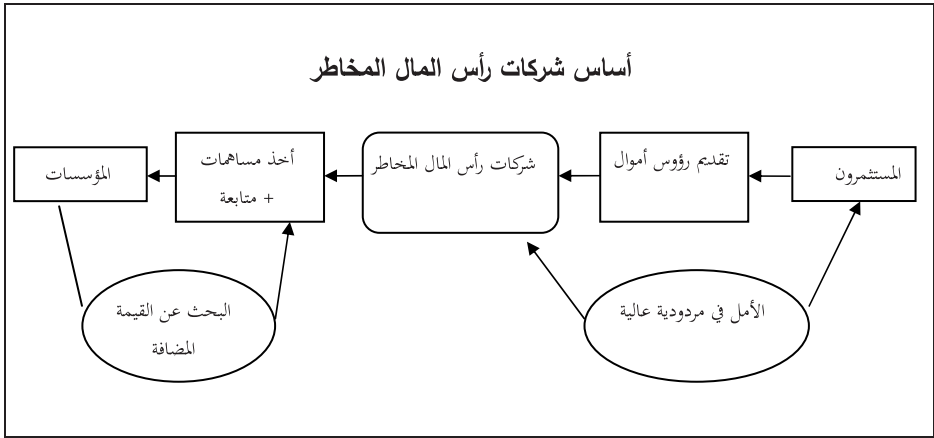 أساس شركات رأس المال المخاطر
المستثمرون
تقديم رؤوس أموال
شركات رأس المال المخاطر
أخذ مساهمات
+ متابعة
المؤسسات
الأمل في مردودية عالية
البحث عن القيمة
المضافة